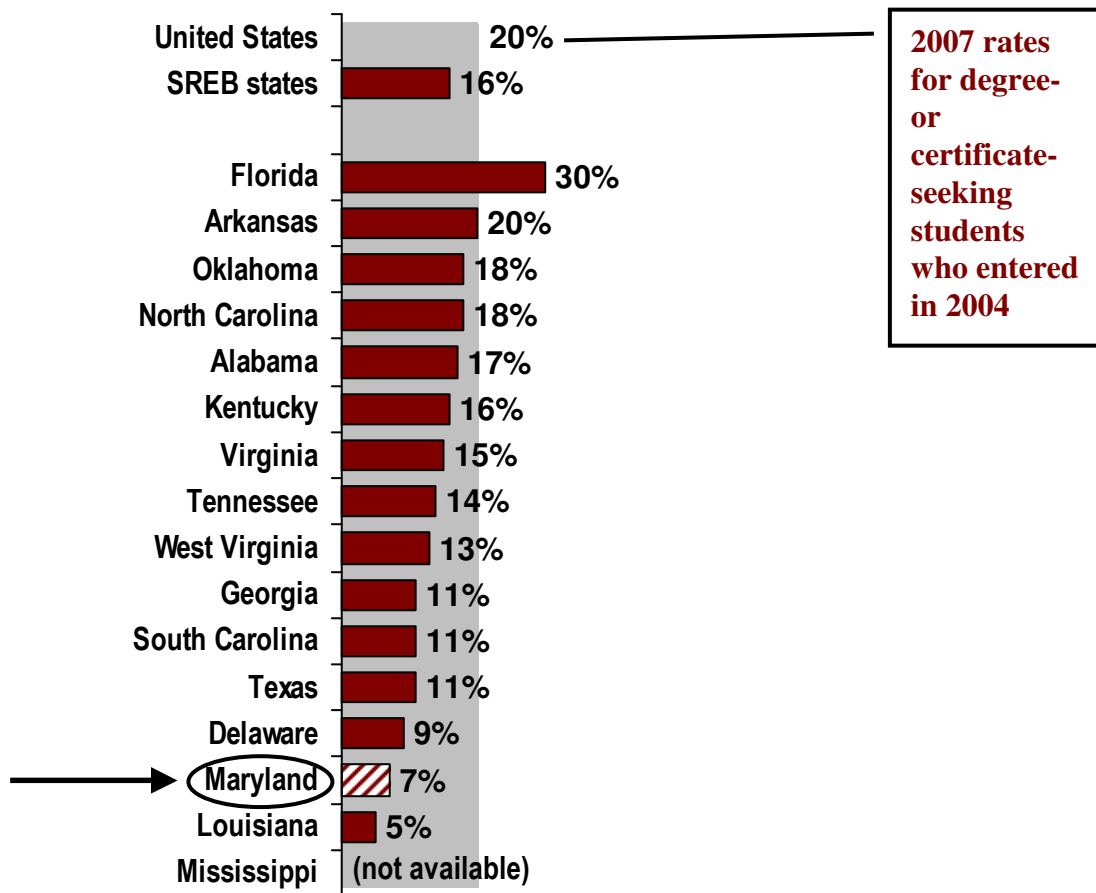 United States 20%
SREB states 16%
Florida 30%
Arkansas 20%
Oklahoma 18%
North Carolina 18%
Alabama 17%
Kentucky 16%
Virginia 15%
Tennessee 14%
West Virginia 13%
Georgia 11%
South Carolina 11%
Texas 11%
Delaware 9%
Maryland 7%
Louisiana 5%
Mississippi (not available)
2007 rates
for degree-
or
certificate-
seeking
students
who entered
in 2004